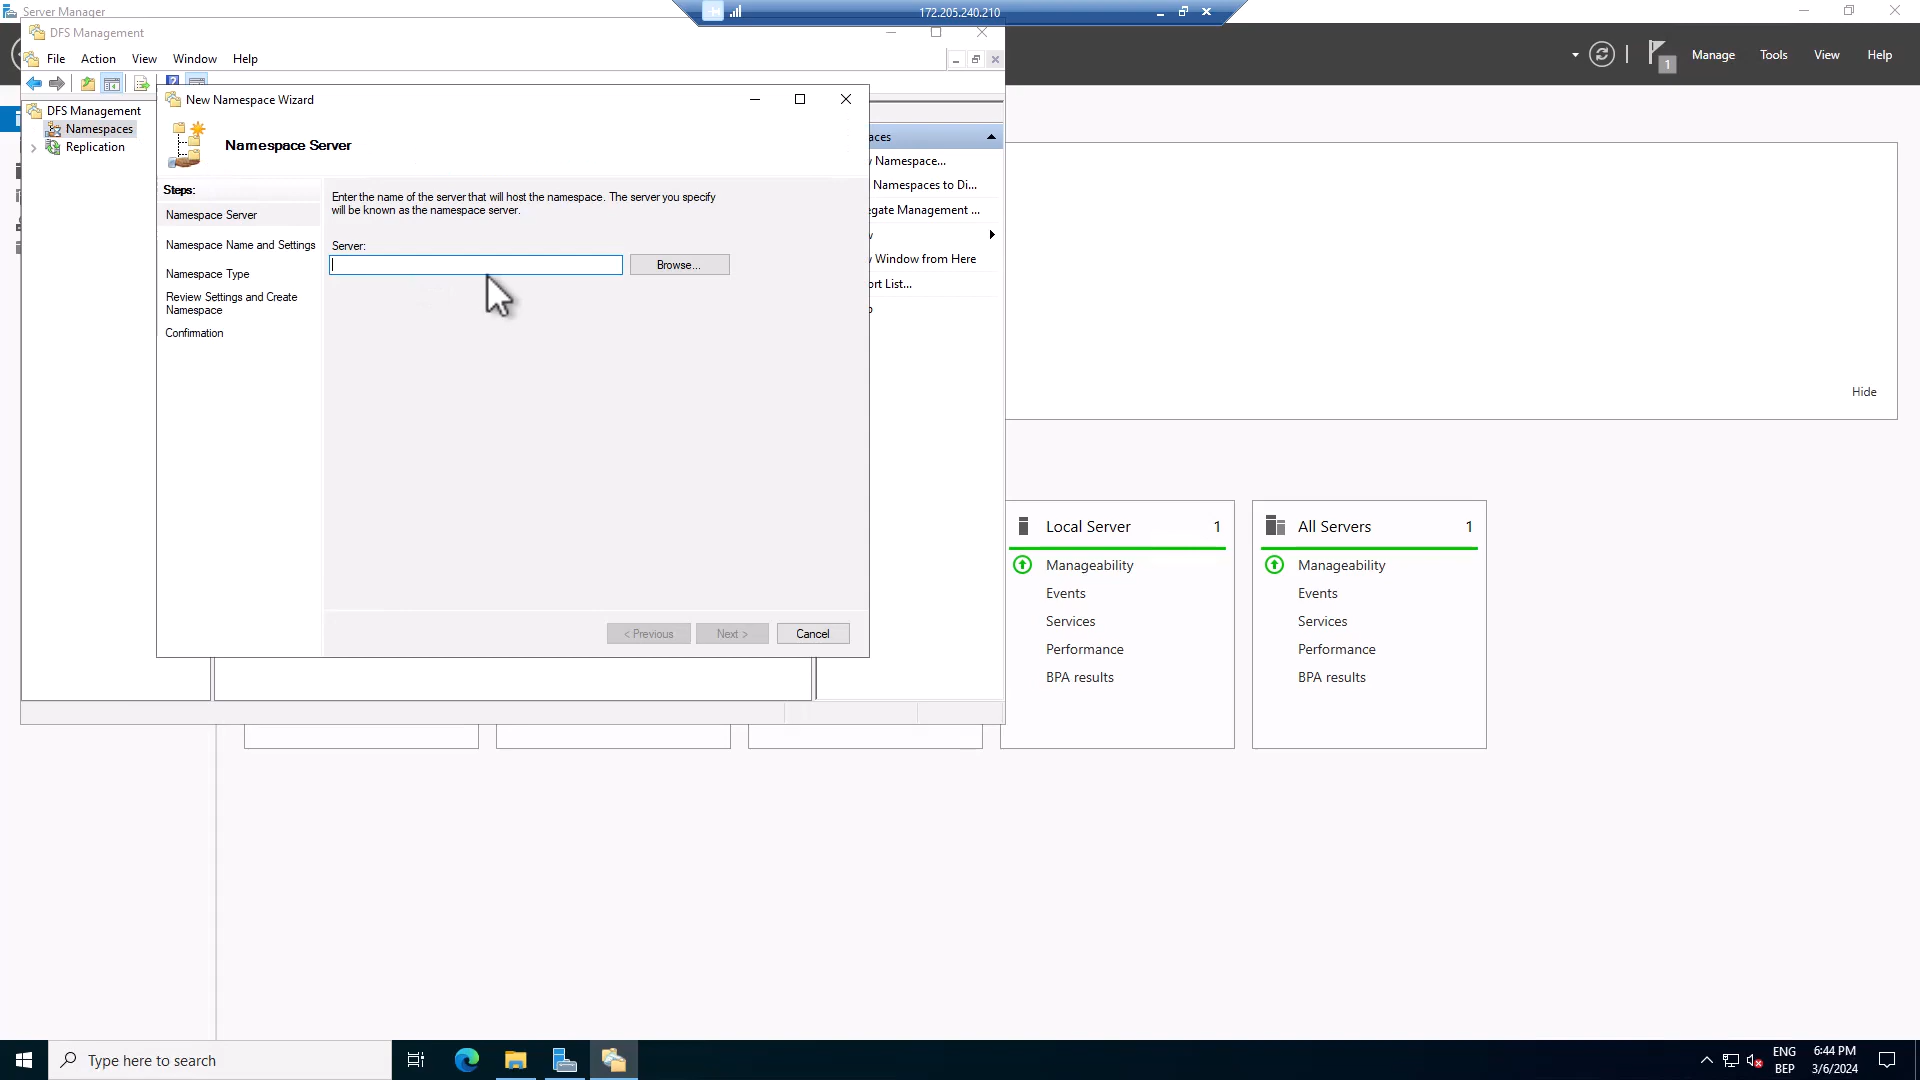 Server Manager
172.205.240.210
DFS Management
File Action View Window Help
Manage Tools View Help
1
DFS Management
Namespaces
Replication
New Namespace Wizard
Namespace Server
Steps:
Namespace Server
Namespace Name and Settings
Namespace Type
Review Settings and Create
Namespace
Confirmation
Enter the name of the server that will host the namespace. The server you specify
will be known as the namespace server.
Server:
Browse...
< Previous Next > Cancel
aces
Namespace...
Namespaces to Di...
egate Management ...
Window from Here
ort List...
Hide
Local Server 1
Manageability
Events
Services
Performance
BPA results
All Servers 1
Manageability
Events
Services
Performance
BPA results
Type here to search
ENG
BEP
6:44 PM
3/6/2024